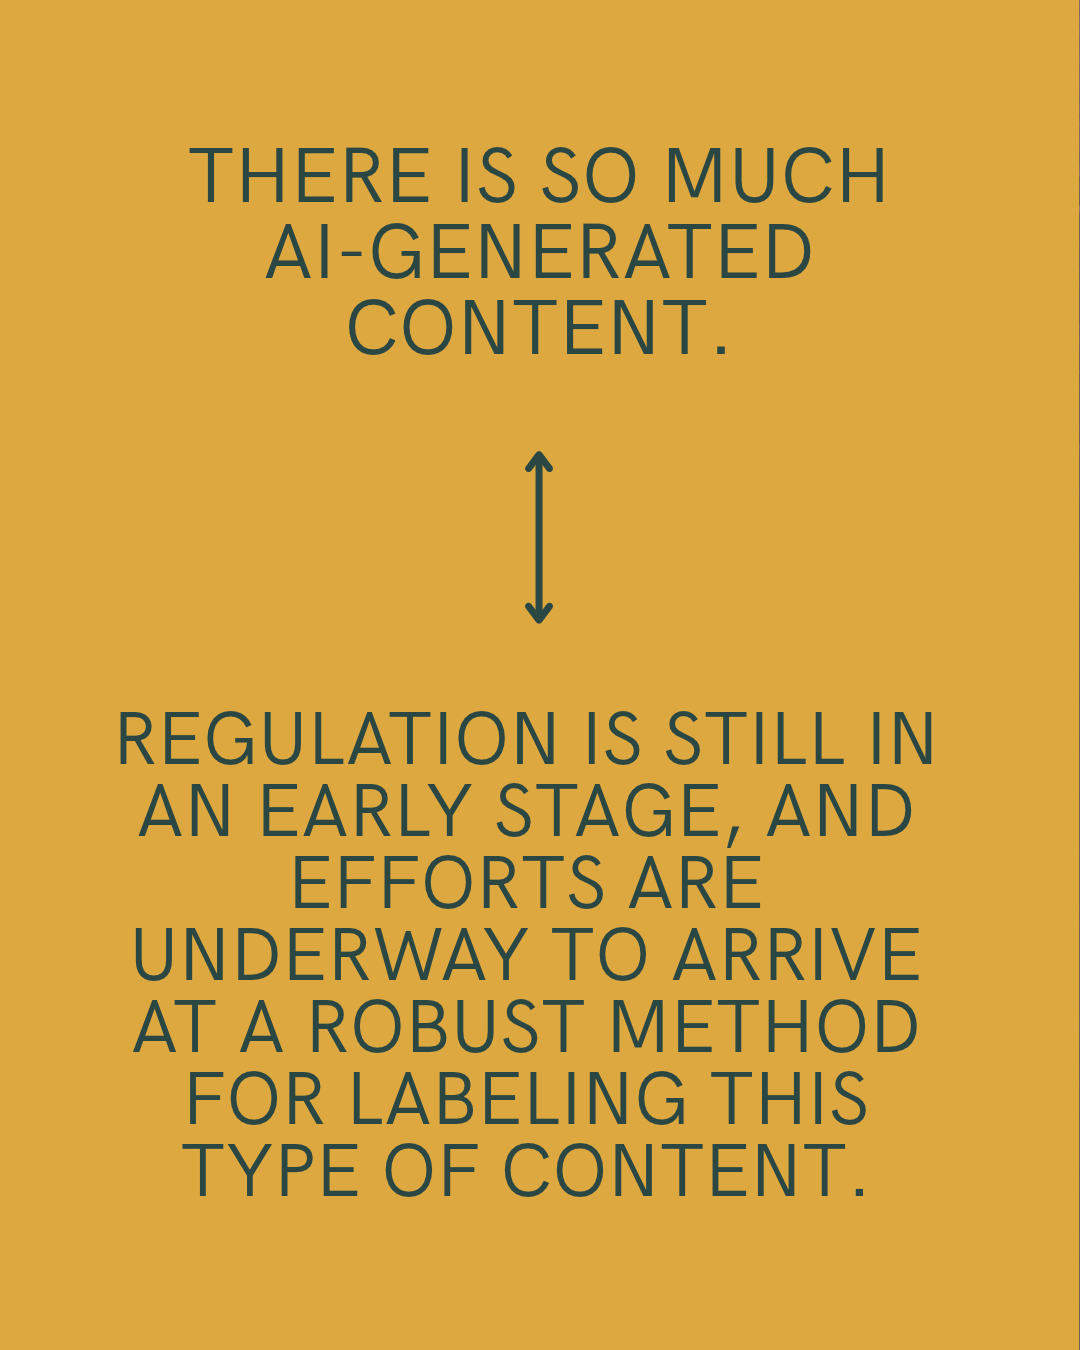 THERE IS SO MUCH
AI-GENERATED
CONTENT.
REGULATION IS STILL IN
AN EARLY STAGE, AND
EFFORTS ARE
UNDERWAY TO ARRIVE
AT A ROBUST METHOD
FOR LABELING THIS
TYPE OF CONTENT.